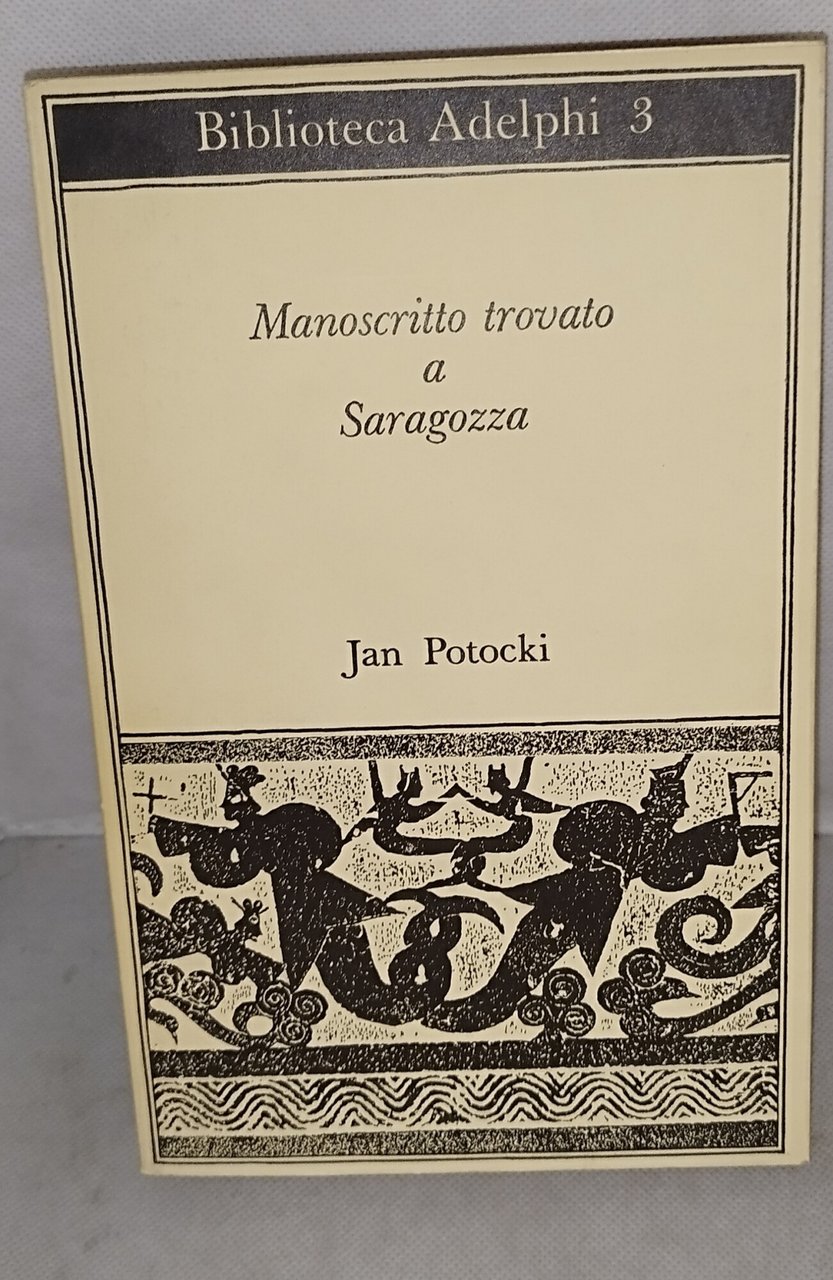 Biblioteca Adelphi 3
Manoscritto trovato
a
Saragozza
Jan Potocki